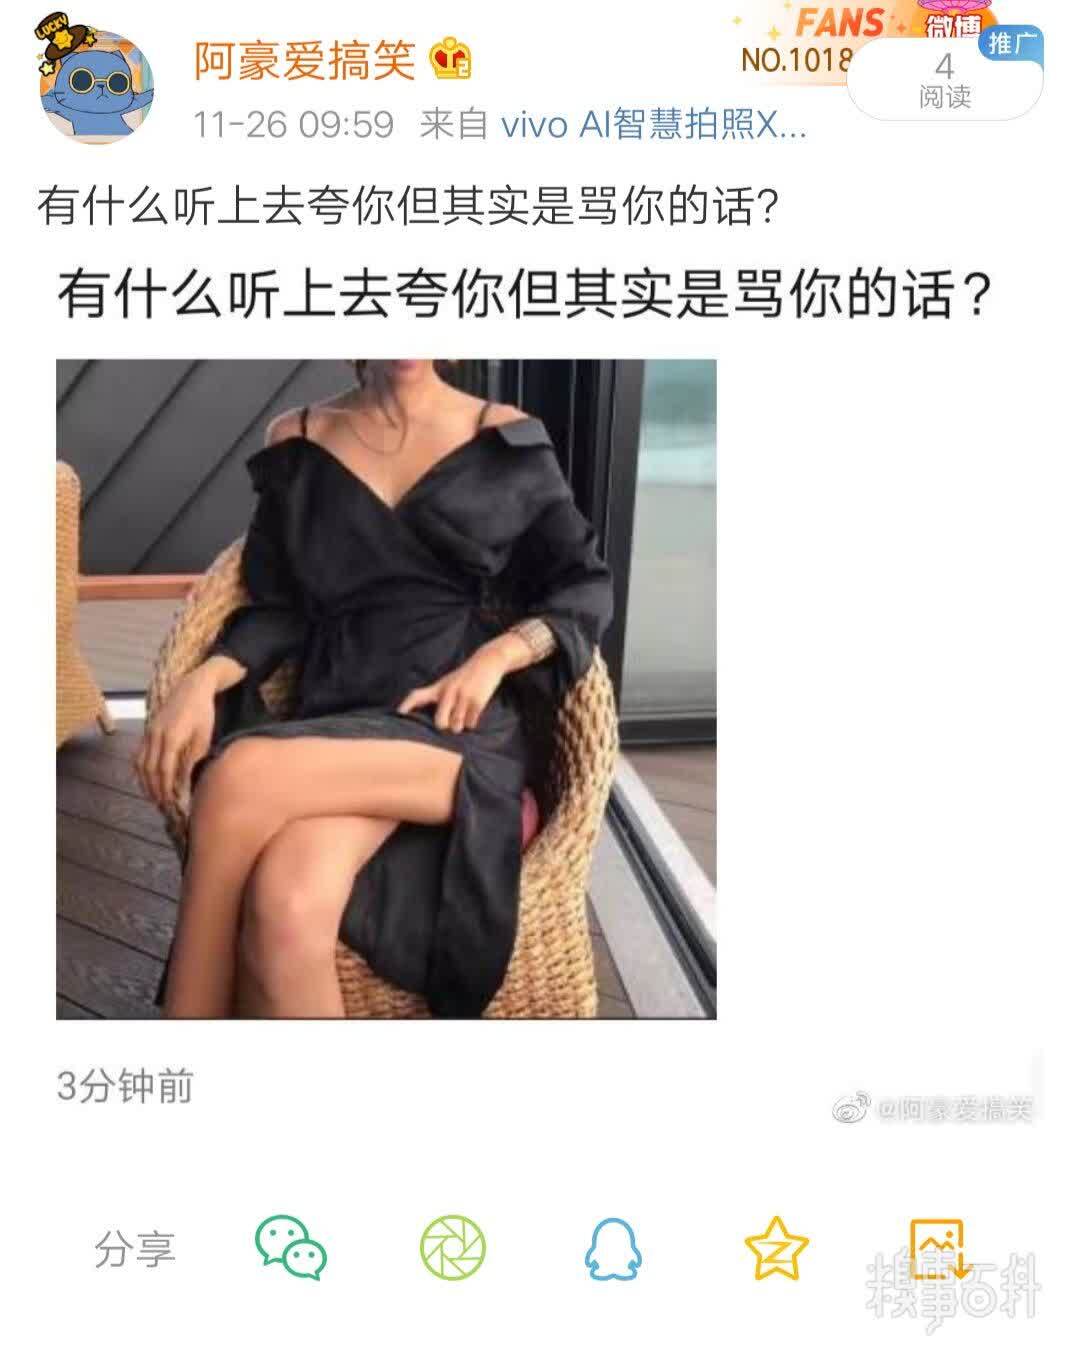 LUCKY
FANS
微博
推广
阿豪爱搞笑
NO.1018
4
阅读
11-26 09:59 来自 vivo AI智慧拍照X...
有什么听上去夸你但其实是骂你的话?
有什么听上去夸你但其实是骂你的话?
3分钟前
@阿豪爱搞笑
分享
糗事百科